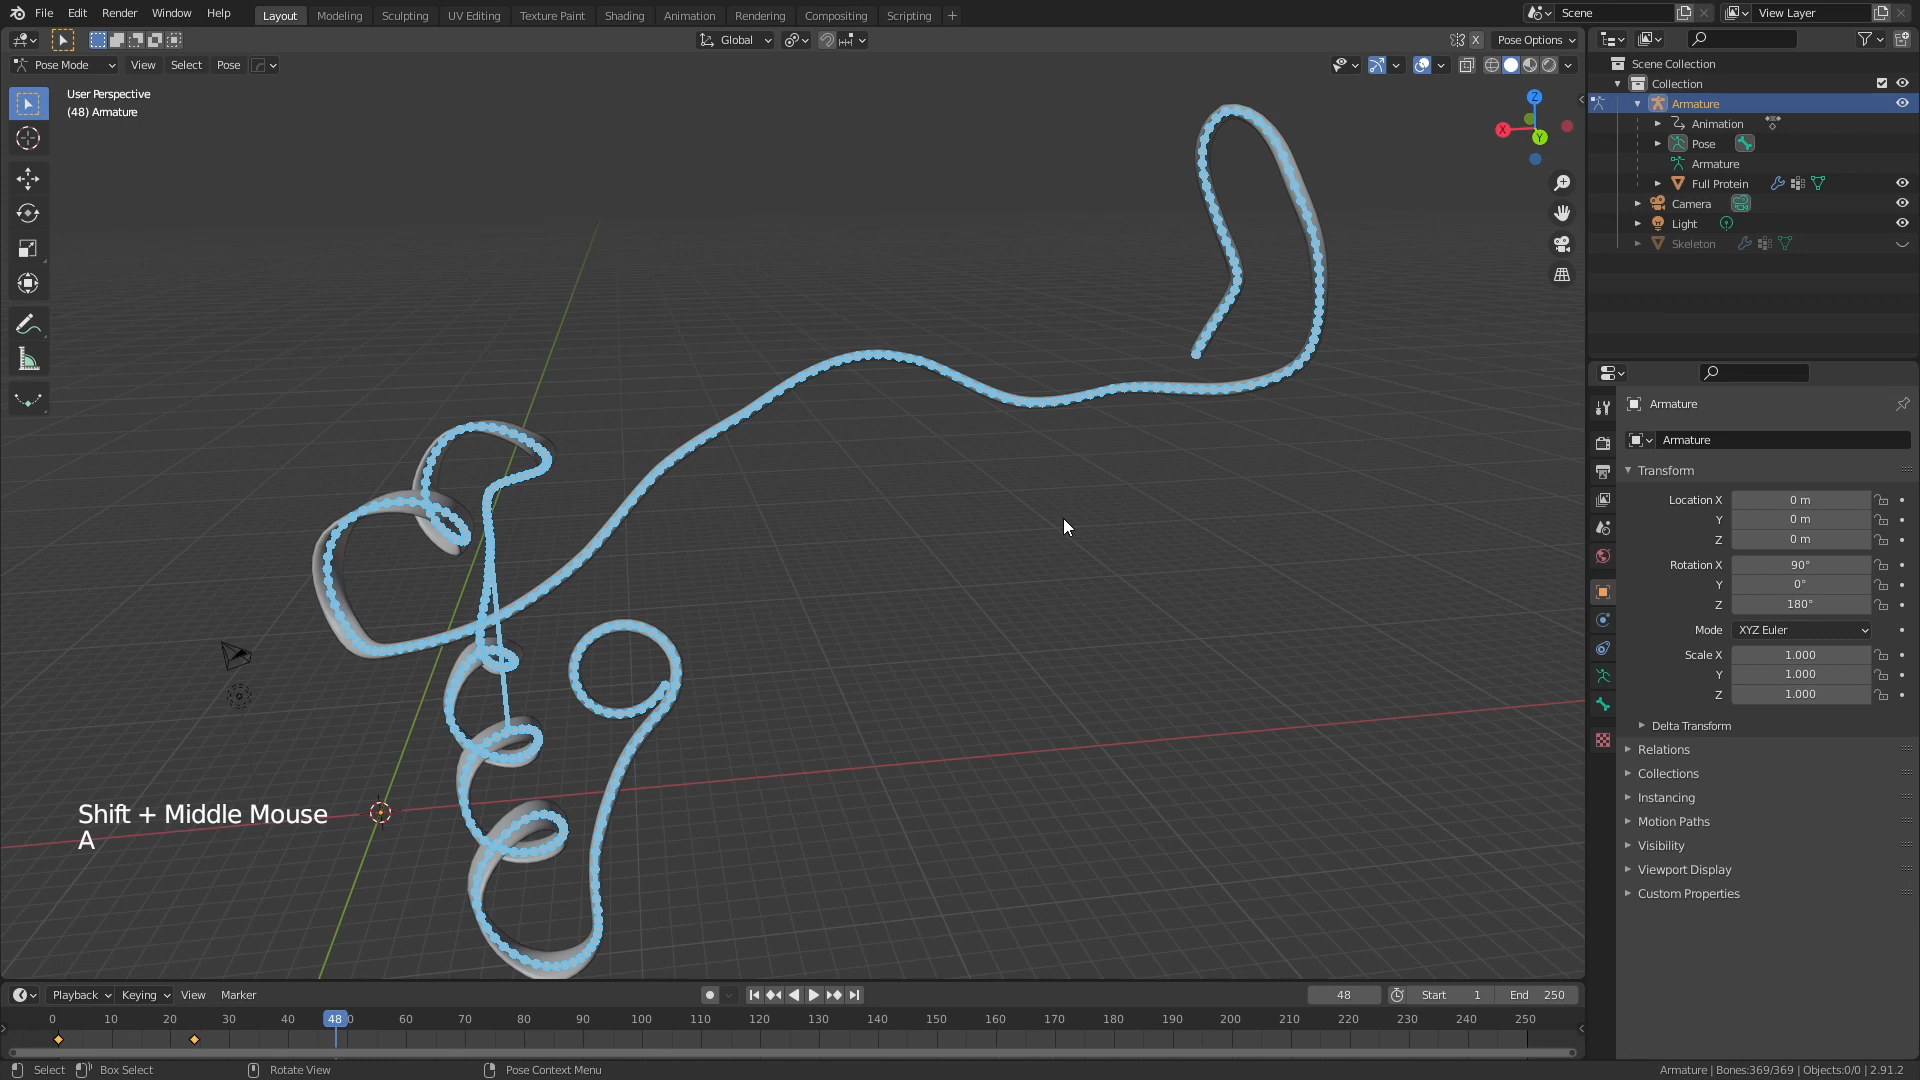 File Edit Render Window Help Layout Modeling Sculpting UV Editing Texture Paint Shading Animation Rendering Compositing Scripting + Scene View Layer
Global X Pose Options
Pose Mode View Select Pose
User Perspective
(48) Armature
Z
X
Y
Scene Collection
Collection
Armature
Animation
Pose
Armature
Full Protein
Camera
Light
Skeleton
Armature
Armature
Transform
Location X 0 m
Y 0 m
Z 0 m
Rotation X 90°
Y 0°
Z 180°
Mode XYZ Euler
Scale X 1.000
Y 1.000
Z 1.000
Delta Transform
Relations
Collections
Instancing
Motion Paths
Visibility
Viewport Display
Custom Properties
Shift + Middle Mouse
A
Playback Keying View Marker 48 Start 1 End 250
0 10 20 30 40 48 0 60 70 80 90 100 110 120 130 140 150 160 170 180 190 200 210 220 230 240 250
Select Box Select Rotate View Pose Context Menu Armature | Bones:369/369 | Objects:0/0 | 2.91.2